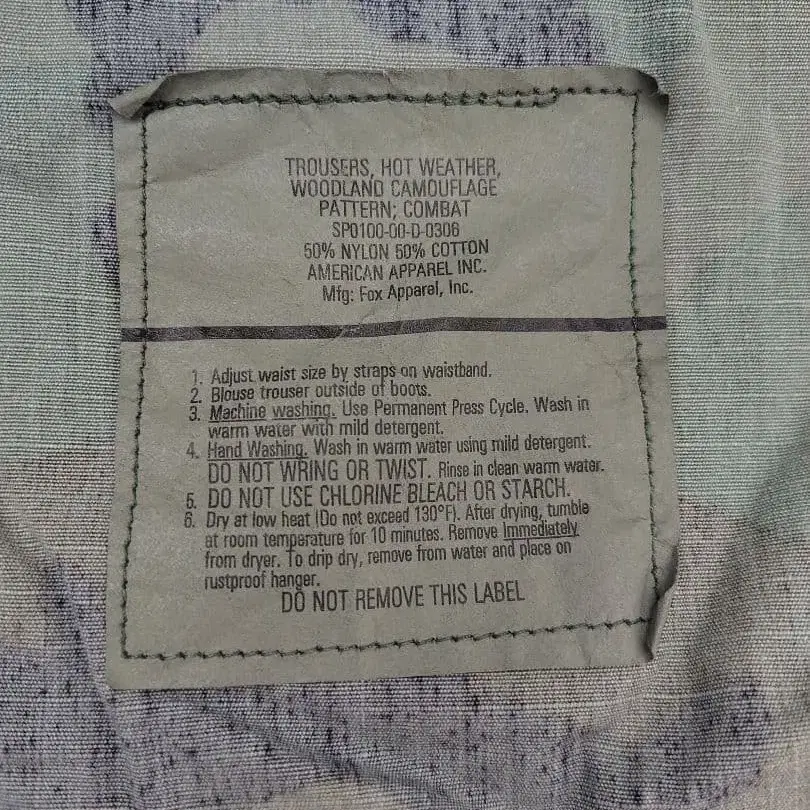 TROUSERS, HOT WEATHER,
WOODLAND CAMOUFLAGE
PATTERN; COMBAT
SP0100-00-D-0306
50% NYLON 50% COTTON
AMERICAN APPAREL INC.
Mfg: Fox Apparel, Inc.
1. Adjust waist size by straps on waistband.
2. Blouse trouser outside of boots.
3. Machine washing. Use Permanent Press Cycle. Wash in
warm water with mild detergent.
4. Hand Washing. Wash in warm water using mild detergent.
DO NOT WRING OR TWIST. Rinse in clean warm water.
5. DO NOT USE CHLORINE BLEACH OR STARCH.
6. Dry at low heat (Do not exceed 130°F). After drying, tumble
at room temperature for 10 minutes. Remove Immediately
from dryer. To drip dry, remove from water and place on
rustproof hanger.
DO NOT REMOVE THIS LABEL